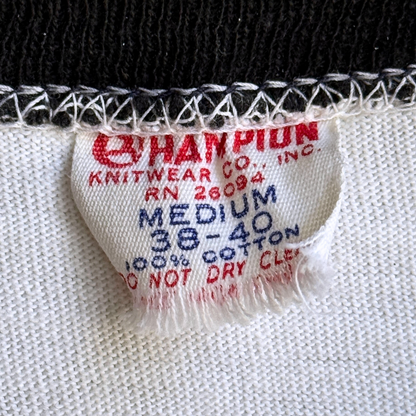 CHAMPION
KNITWEAR CO., INC.
RN 26094
MEDIUM
38-40
100% COTTON
DO NOT DRY